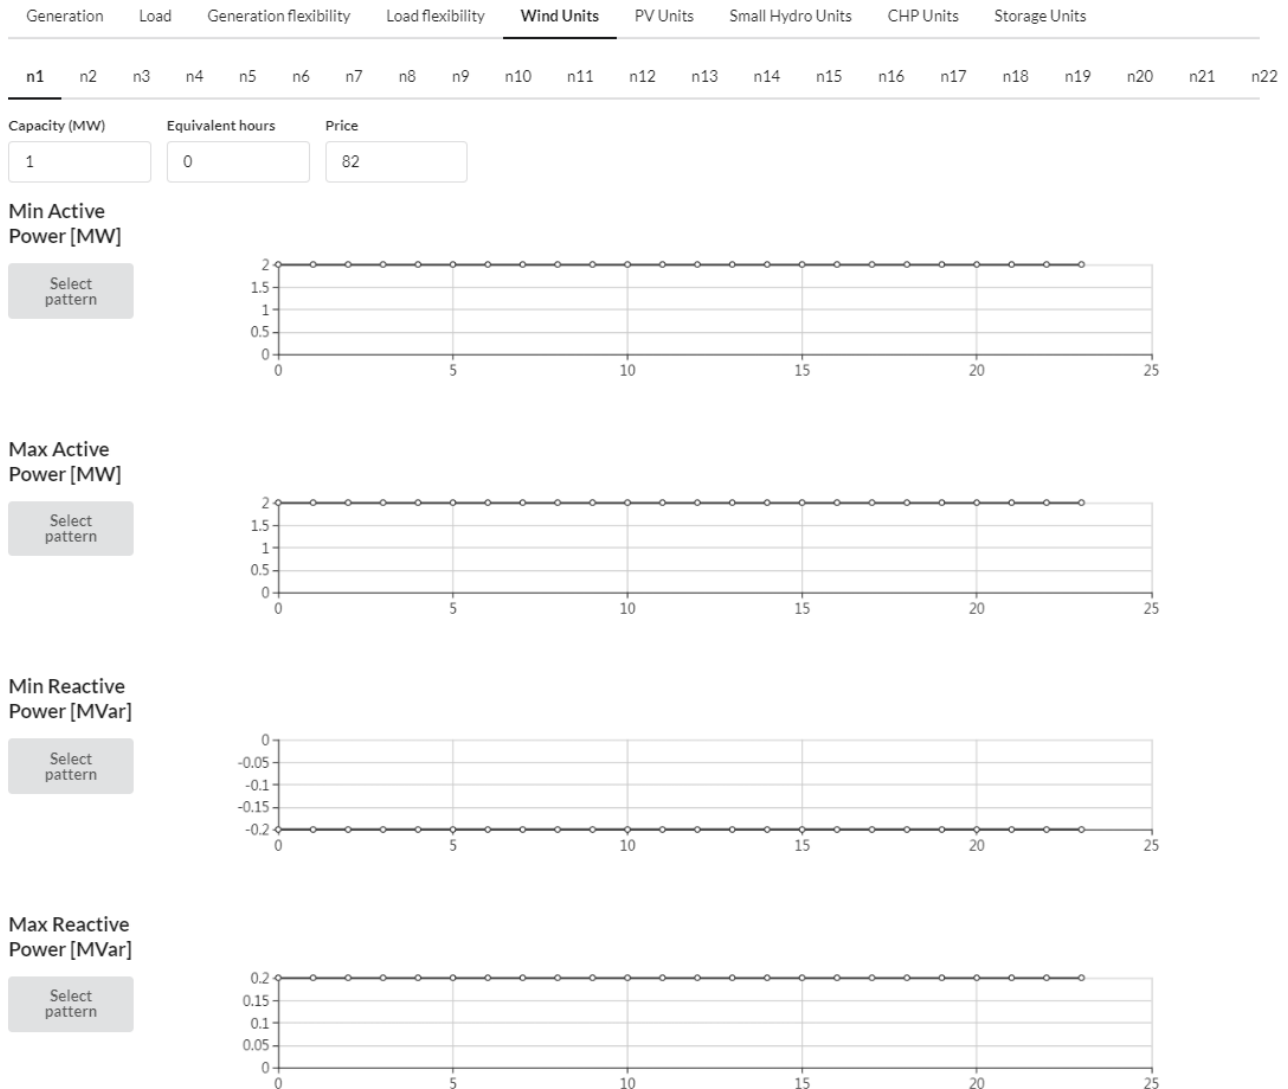 Generation Load Generation flexibility Load flexibility Wind Units PV Units Small Hydro Units CHP Units Storage Units
n1 n2 n3 n4 n5 n6 n7 n8 n9 n10 n11 n12 n13 n14 n15 n16 n17 n18 n19 n20 n21 n22
Capacity (MW) Equivalent hours Price
1 0 82
Min Active
Power [MW]
Select
pattern
2
1.5
1
0.5
0
0 5 10 15 20 25
Max Active
Power [MW]
Select
pattern
2
1.5
1
0.5
0
0 5 10 15 20 25
Min Reactive
Power [MVar]
Select
pattern
0
-0.05
-0.1
-0.15
-0.2
0 5 10 15 20 25
Max Reactive
Power [MVar]
Select
pattern
0.2
0.15
0.1
0.05
0
0 5 10 15 20 25